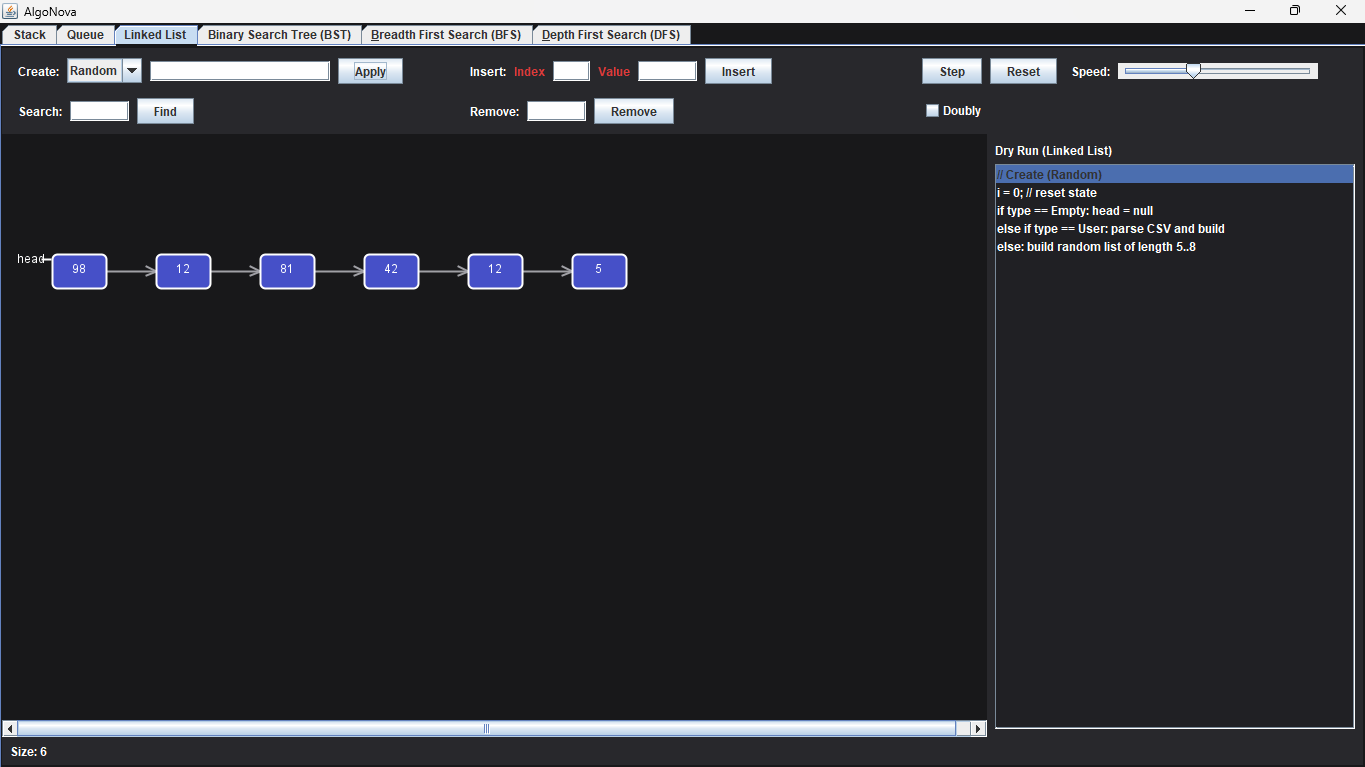 AlgoNova
Stack Queue Linked List Binary Search Tree (BST) Breadth First Search (BFS) Depth First Search (DFS)
Create: Random Apply Insert: Index Value Insert Step Reset Speed:
Search: Find Remove: Remove Doubly
Dry Run (Linked List)
// Create (Random)
i = 0; // reset state
if type == Empty: head = null
else if type == User: parse CSV and build
else: build random list of length 5..8
head 98 12 81 42 12 5
Size: 6